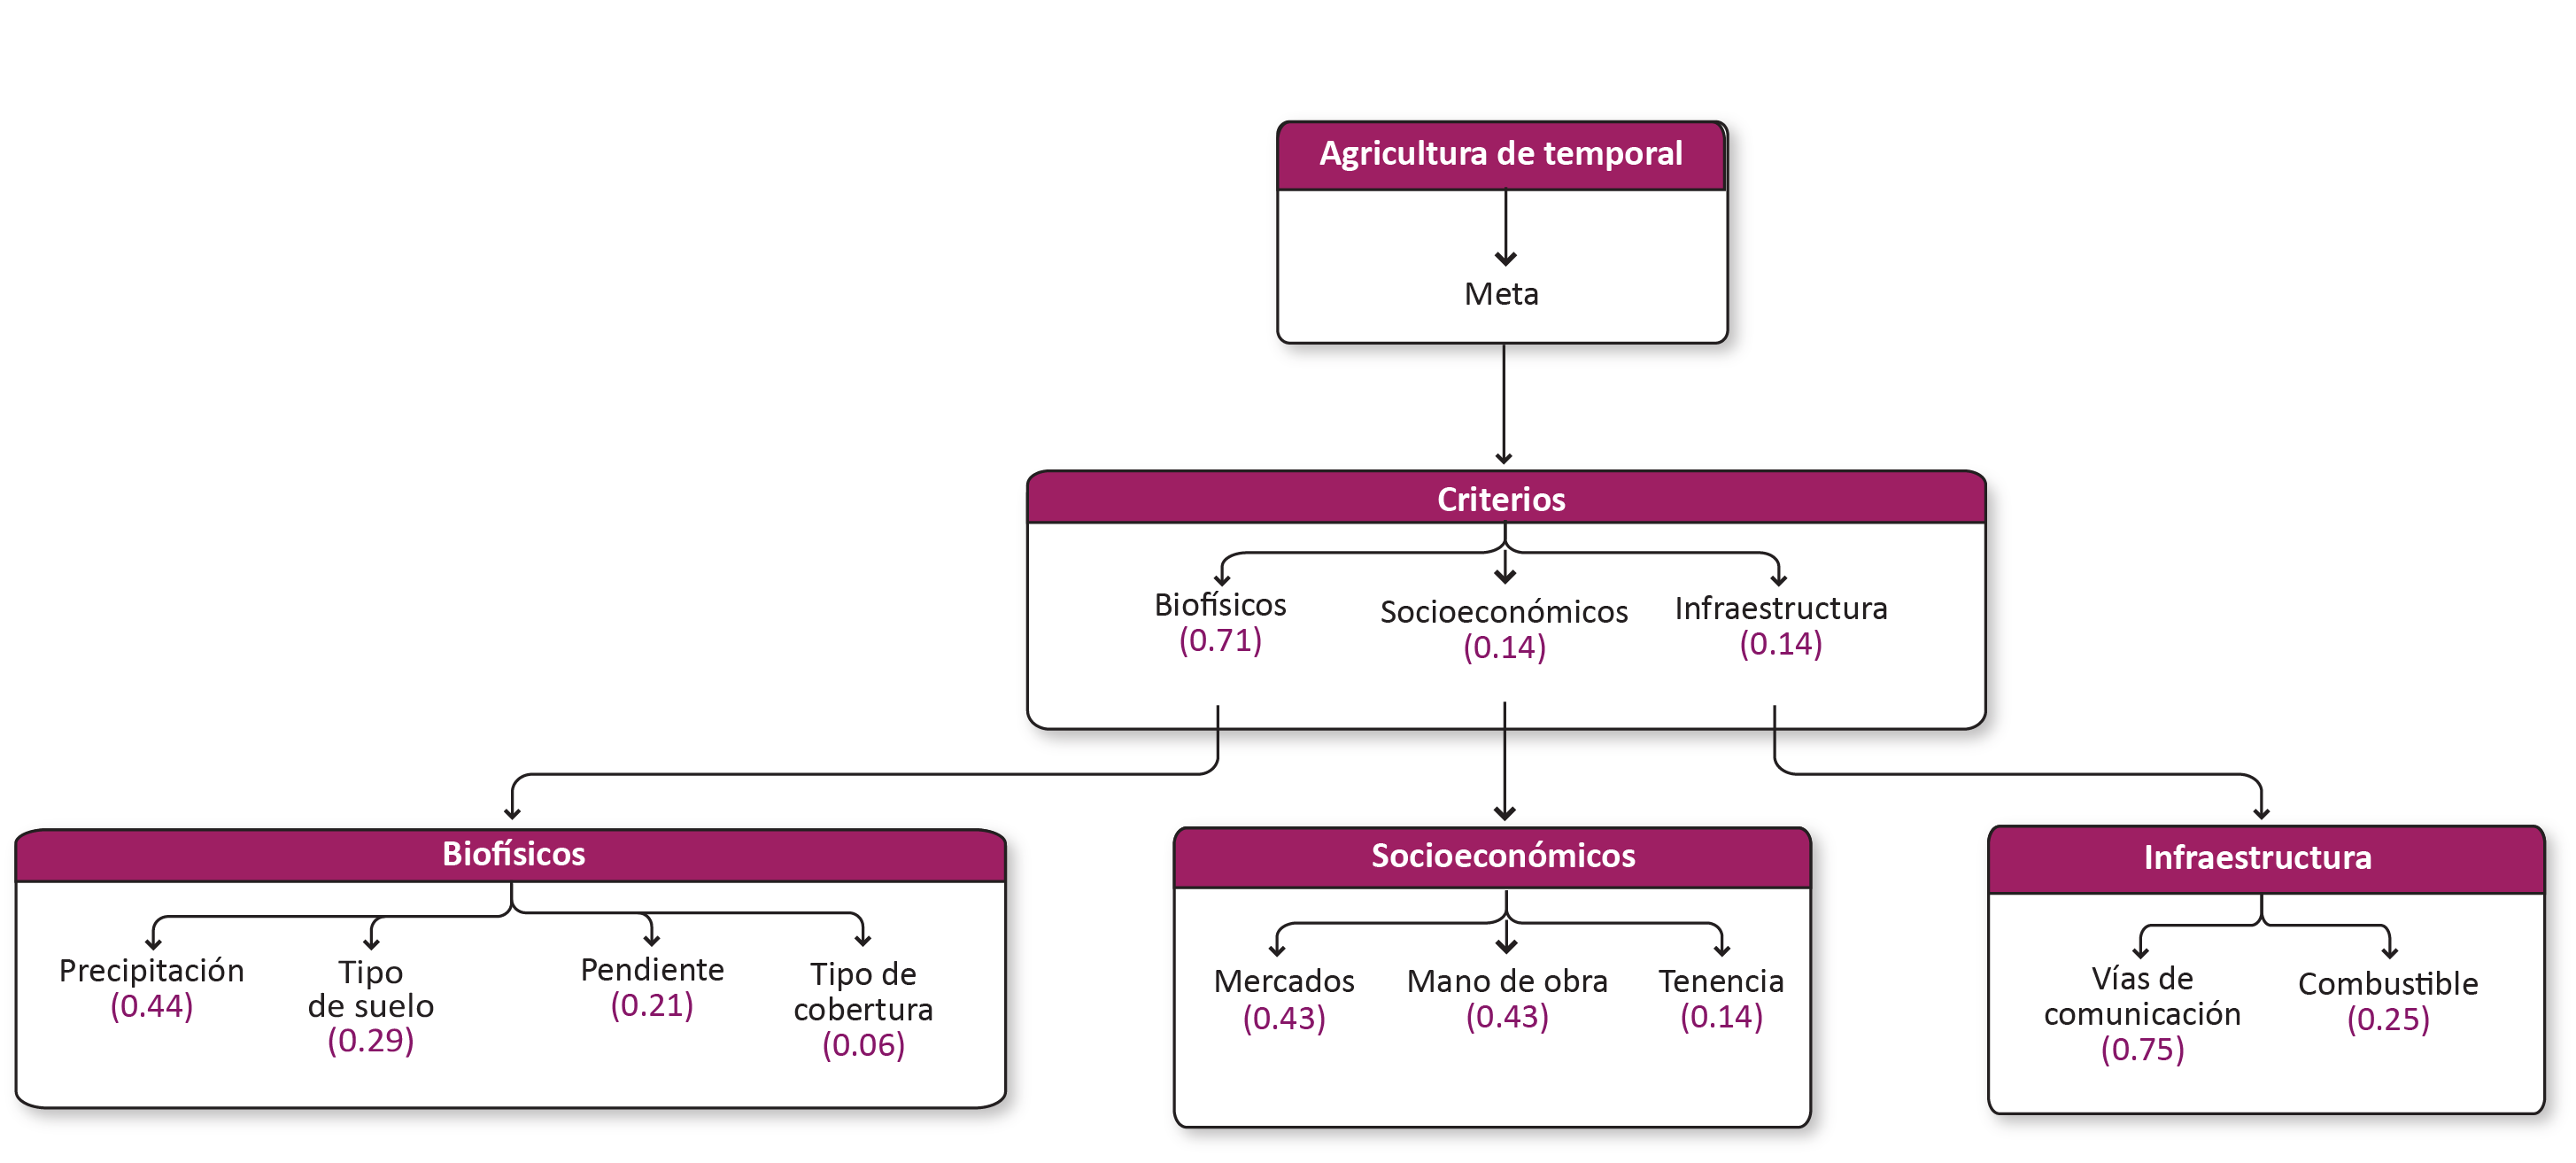 Agricultura de temporal
Meta
Criterios
Biofísicos
(0.71)
Socioeconómicos
(0.14)
Infraestructura
(0.14)
Biofísicos
Precipitación
(0.44)
Tipo
de suelo
(0.29)
Pendiente
(0.21)
Tipo de
cobertura
(0.06)
Socioeconómicos
Mercados
(0.43)
Mano de obra
(0.43)
Tenencia
(0.14)
Infraestructura
Vías de
comunicación
(0.75)
Combustible
(0.25)